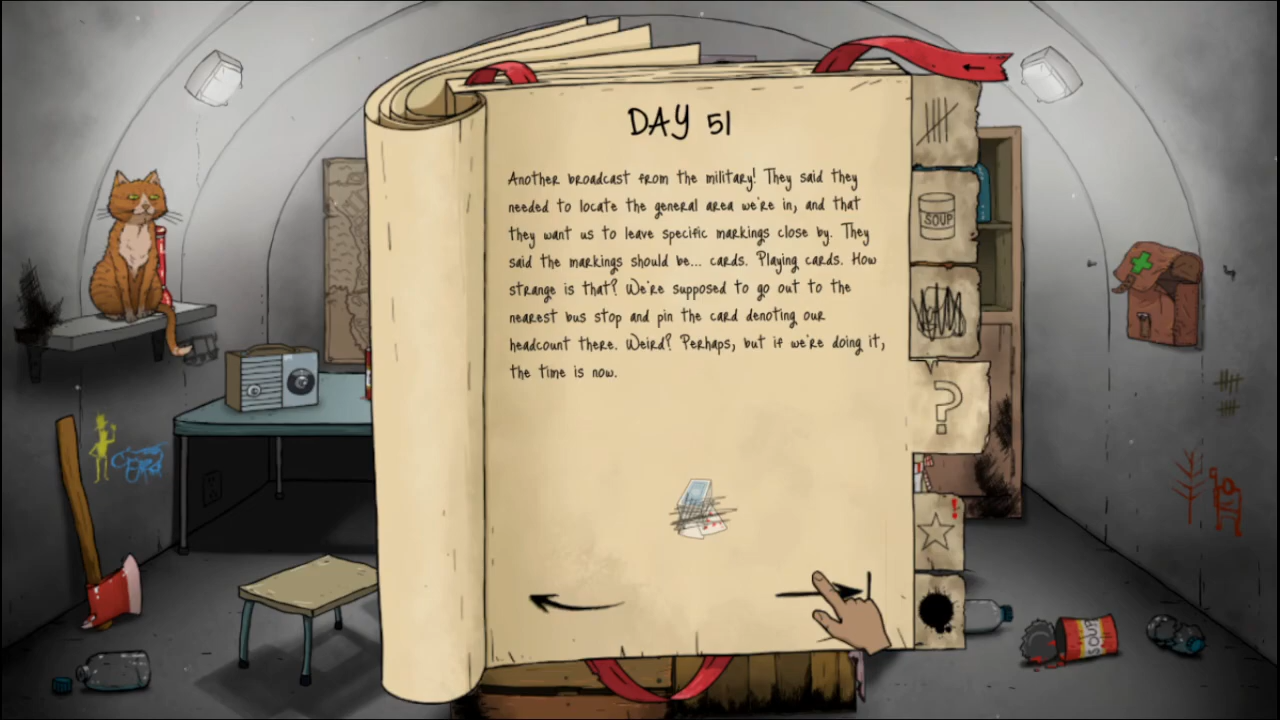 DAY 51
Another broadcast from the military! They said they
needed to locate the general area we're in, and that
they want us to leave specific markings close by. They
said the markings should be... cards. Playing cards. How
strange is that? We're supposed to go out to the
nearest bus stop and pin the card denoting our
headcount there. Weird? Perhaps, but if we're doing it,
the time is now.
SOUP
?
!
SOUP